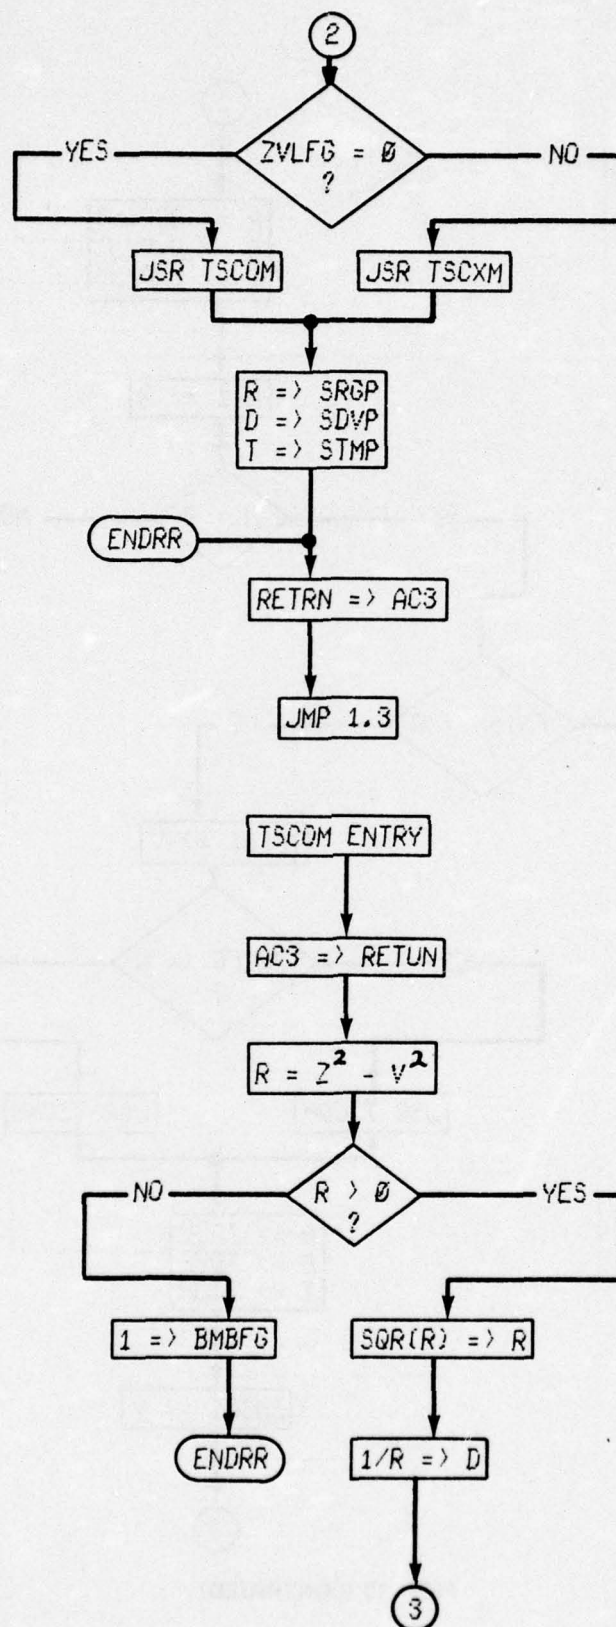 2
ZVLFG = Ø
?
YES
NO
JSR TSCOM
JSR TSCXM
R => SRGP
D => SDVP
T => STMP
ENDRR
RETRN => AC3
JMP 1.3
TSCOM ENTRY
AC3 => RETUN
R = Z² - V²
R > Ø
?
NO
YES
1 => BMBFG
SQR(R) => R
ENDRR
1/R => D
3